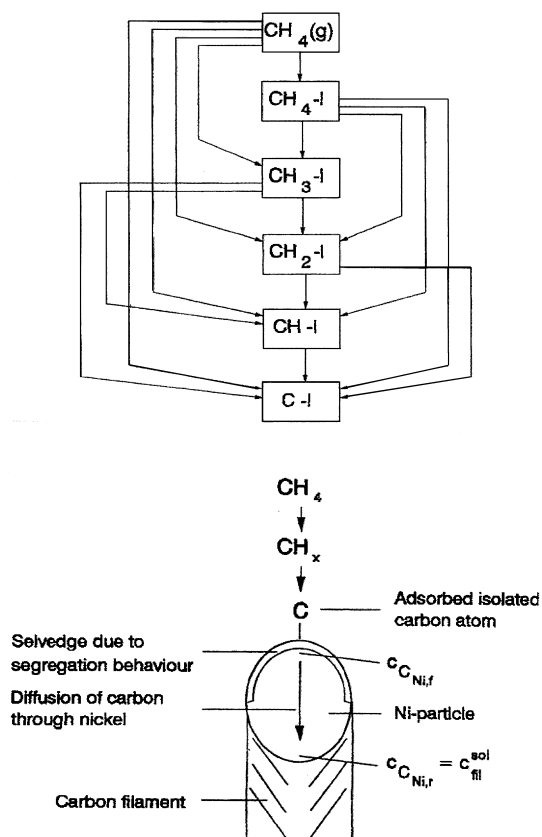 CH4(g)
CH4-l
CH3-l
CH2-l
CH-l
C-l
CH4
CHx
C
Adsorbed isolated
carbon atom
Selvedge due to
segregation behaviour
cCNi,f
Diffusion of carbon
through nickel
Ni-particle
cCNi,r = csolfil
Carbon filament